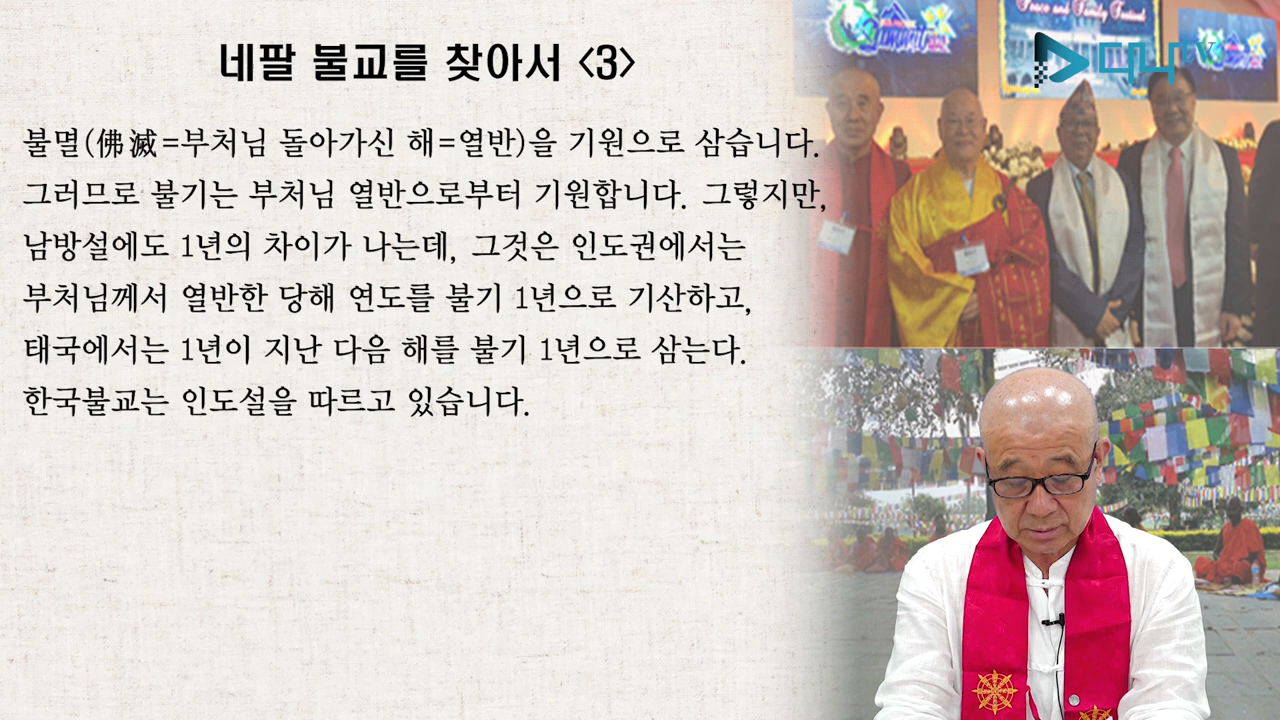 네팔 불교를 찾아서 <3>
불멸(佛滅=부처님 돌아가신 해=열반)을 기원으로 삼습니다.
그러므로 불기는 부처님 열반으로부터 기원합니다. 그렇지만,
남방설에도 1년의 차이가 나는데, 그것은 인도권에서는
부처님께서 열반한 당해 연도를 불기 1년으로 기산하고,
태국에서는 1년이 지난 다음 해를 불기 1년으로 삼는다.
한국불교는 인도설을 따르고 있습니다.
Peace and Family Festival
Summit
TV